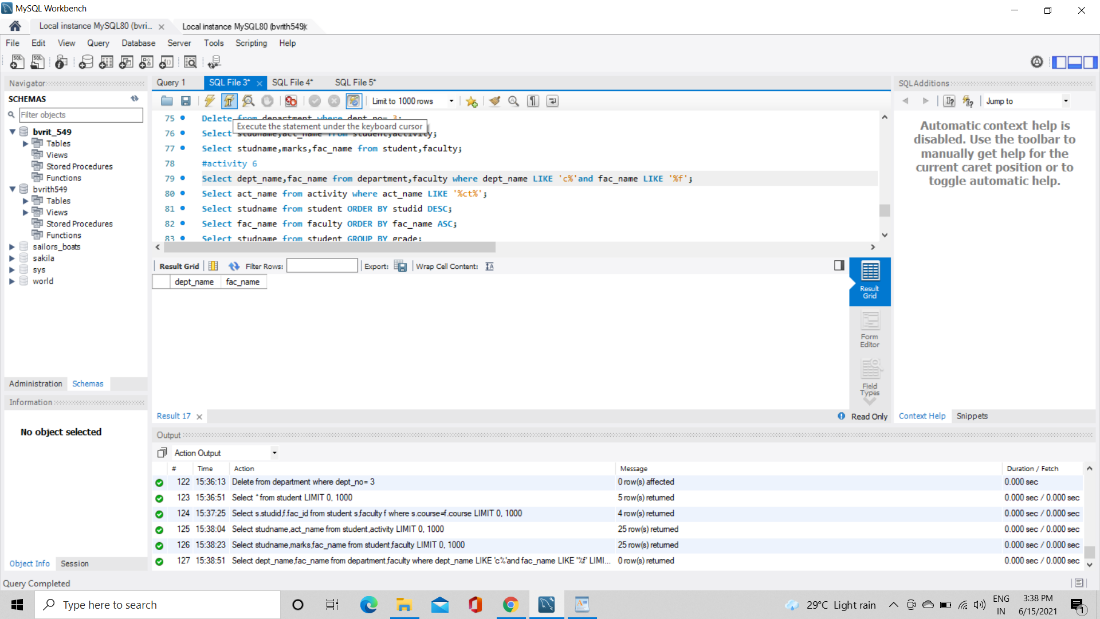 MySQL Workbench
Local instance MySQL80 (bvri... × Local instance MySQL80 (bvrith549)
File Edit View Query Database Server Tools Scripting Help
Navigator
SCHEMAS
Filter objects
bvrit_549
Tables
Views
Stored Procedures
Functions
bvrith549
Tables
Views
Stored Procedures
Functions
sailors_boats
sakila
sys
world
Administration Schemas
Information
No object selected
Object Info Session
Query 1 SQL File 3* × SQL File 4* SQL File 5*
Limit to 1000 rows
75 Delete from department where dept_no= 3;
Execute the statement under the keyboard cursor
76 Select studname,act_name from student,activity;
77 Select studname,marks,fac_name from student,faculty;
78 #activity 6
79 Select dept_name,fac_name from department,faculty where dept_name LIKE 'c%'and fac_name LIKE '%f';
80 Select act_name from activity where act_name LIKE '%ct%';
81 Select studname from student ORDER BY studid DESC;
82 Select fac_name from faculty ORDER BY fac_name ASC;
83 Select studname from student GROUP BY grade;
Result Grid Filter Rows: Export: Wrap Cell Content:
dept_name fac_name
Result Grid
Form Editor
Field Types
Result 17 × Read Only
SQLAdditions
Jump to
Automatic context help is
disabled. Use the toolbar to
manually get help for the
current caret position or to
toggle automatic help.
Context Help Snippets
Output
Action Output
# Time Action Message Duration / Fetch
122 15:36:13 Delete from department where dept_no= 3 0 row(s) affected 0.000 sec
123 15:36:51 Select * from student LIMIT 0, 1000 5 row(s) returned 0.000 sec / 0.000 sec
124 15:37:25 Select s.studid,f.fac_id from student s,faculty f where s.course=f.course LIMIT 0, 1000 4 row(s) returned 0.000 sec / 0.000 sec
125 15:38:04 Select studname,act_name from student,activity LIMIT 0, 1000 25 row(s) returned 0.000 sec / 0.000 sec
126 15:38:23 Select studname,marks,fac_name from student,faculty LIMIT 0, 1000 25 row(s) returned 0.000 sec / 0.000 sec
127 15:38:51 Select dept_name,fac_name from department,faculty where dept_name LIKE 'c%'and fac_name LIKE '%f' LIMI... 0 row(s) returned 0.000 sec / 0.000 sec
Query Completed
Type here to search
29°C Light rain
ENG
IN
3:38 PM
6/15/2021
1